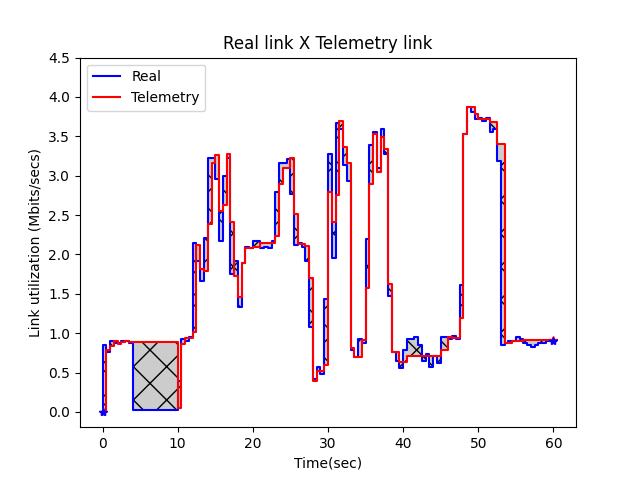 Real link X Telemetry link
Real
Telemetry
Link utilization (Mbits/secs)
4.5
4.0
3.5
3.0
2.5
2.0
1.5
1.0
0.5
0.0
0 10 20 30 40 50 60
Time(sec)